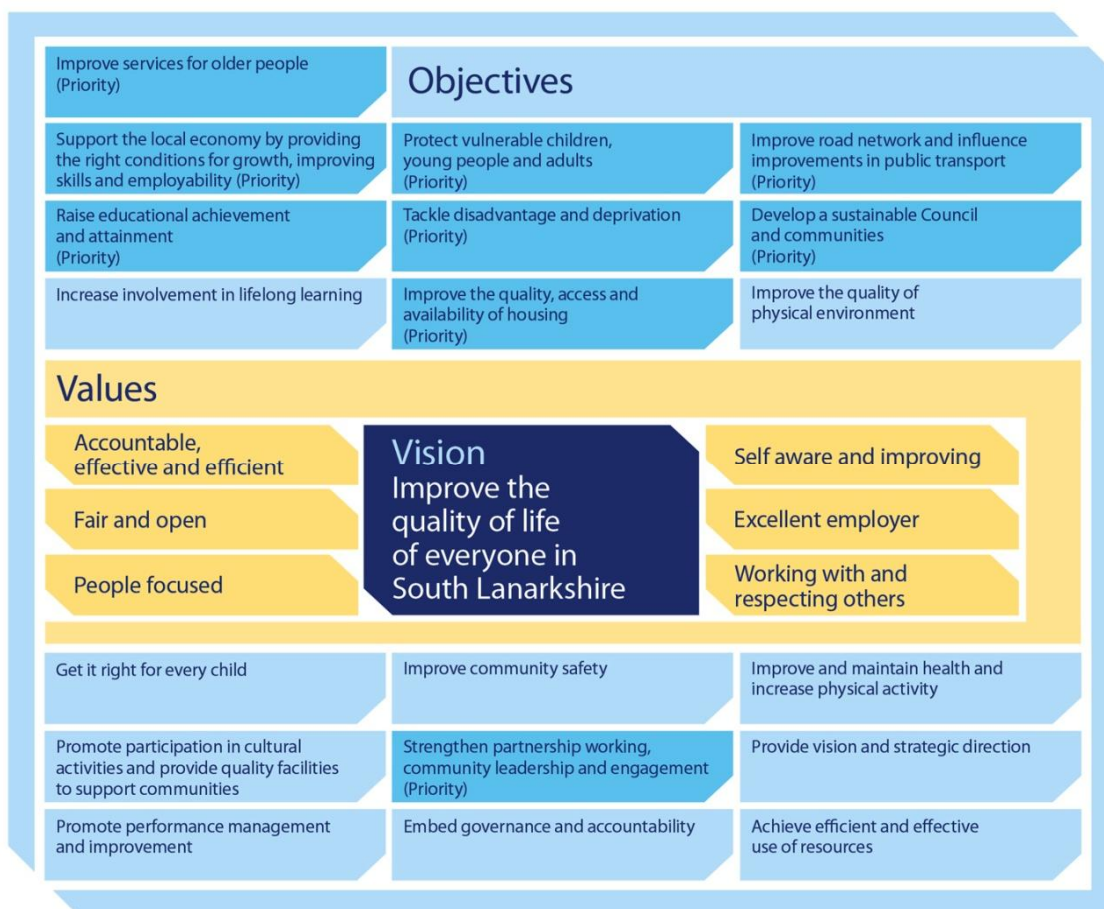 Improve services for older people
(Priority)
Objectives
Support the local economy by providing
the right conditions for growth, improving
skills and employability (Priority)
Protect vulnerable children,
young people and adults
(Priority)
Improve road network and influence
improvements in public transport
(Priority)
Raise educational achievement
and attainment
(Priority)
Tackle disadvantage and deprivation
(Priority)
Develop a sustainable Council
and communities
(Priority)
Increase involvement in lifelong learning
Improve the quality, access and
availability of housing
(Priority)
Improve the quality of
physical environment
Values
Accountable,
effective and efficient
Fair and open
People focused
Vision
Improve the
quality of life
of everyone in
South Lanarkshire
Self aware and improving
Excellent employer
Working with and
respecting others
Get it right for every child
Improve community safety
Improve and maintain health and
increase physical activity
Promote participation in cultural
activities and provide quality facilities
to support communities
Strengthen partnership working,
community leadership and engagement
(Priority)
Provide vision and strategic direction
Promote performance management
and improvement
Embed governance and accountability
Achieve efficient and effective
use of resources